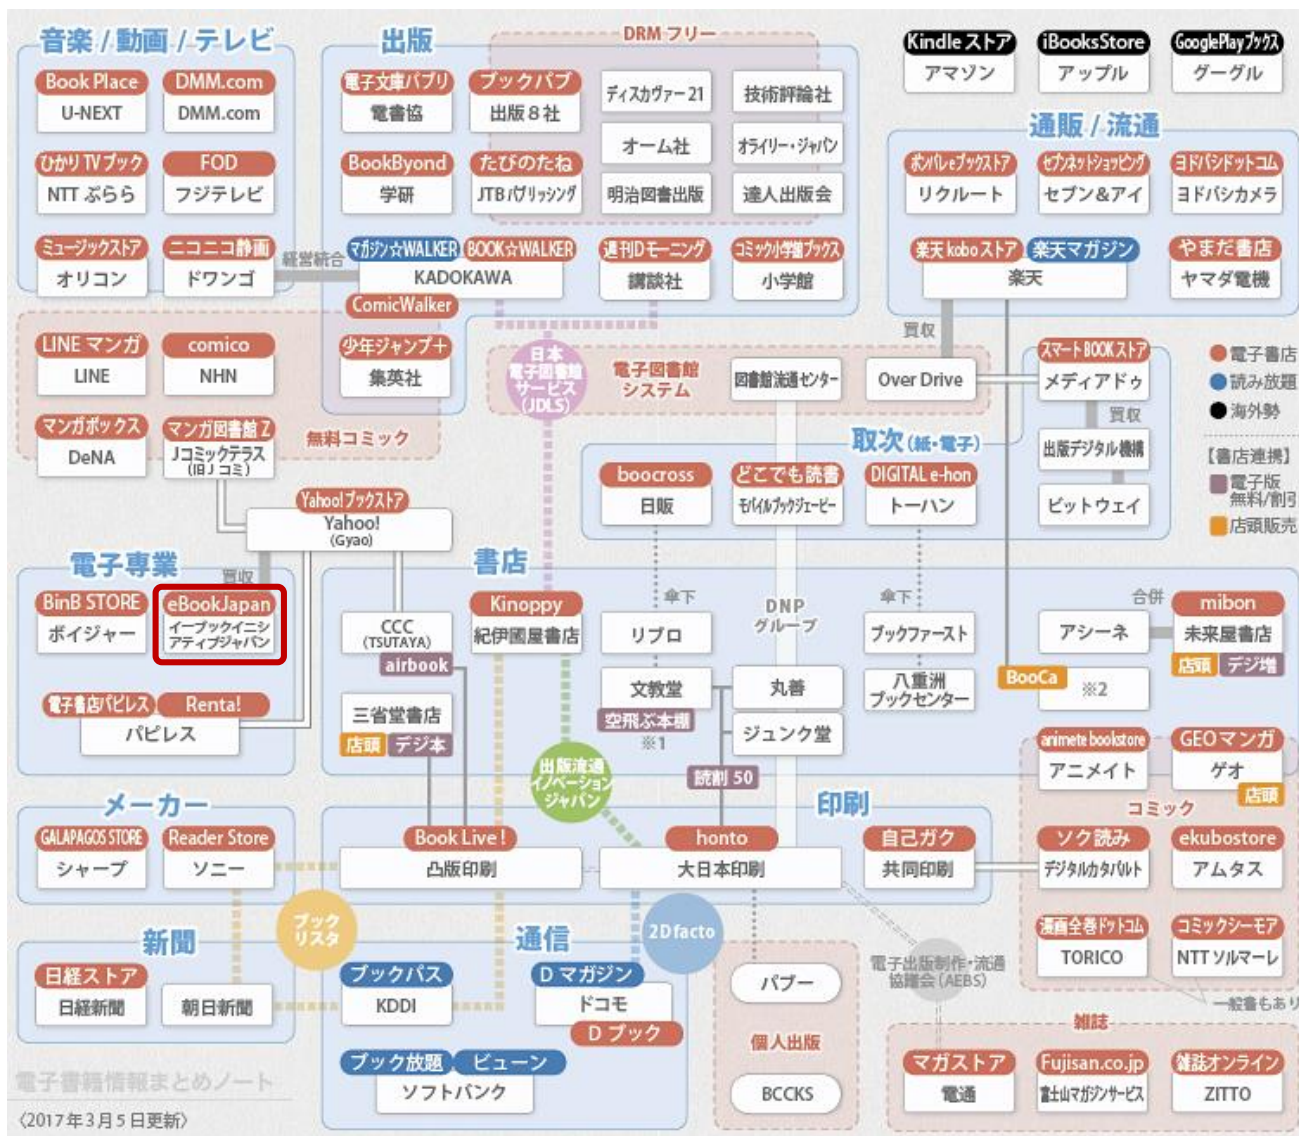 音楽 / 動画 / テレビ
Book Place
U-NEXT
DMM.com
DMM.com
ひかりTVブック
NTT ぷらら
FOD
フジテレビ
ミュージックストア
オリコン
ニコニコ静画
ドワンゴ
経営統合
出版
電子文庫パブリ
電書協
ブックパブ
出版8社
BookByond
学研
たびのたね
JTBパブリッシング
マガジン☆WALKER
BOOK☆WALKER
KADOKAWA
ComicWalker
少年ジャンプ+
集英社
DRM フリー
ディスカヴァー21
技術評論社
オーム社
オライリー・ジャパン
明治図書出版
達人出版会
週刊Dモーニング
講談社
コミック小学館ブックス
小学館
Kindle ストア
アマゾン
iBooksStore
アップル
GooglePlayブックス
グーグル
通販 / 流通
ポンパレeブックストア
リクルート
セブンネットショッピング
セブン&アイ
ヨドバシドットコム
ヨドバシカメラ
楽天 kobo ストア
楽天マガジン
楽天
やまだ書店
ヤマダ電機
買収
LINE マンガ
LINE
comico
NHN
マンガボックス
DeNA
マンガ図書館 Z
Jコミックテラス
(旧Jコミ)
無料コミック
日本
電子図書館
サービス
(JDLS)
電子図書館
システム
図書館流通センター
Over Drive
スマートBOOKストア
メディアドゥ
買収
出版デジタル機構
ビットウェイ
電子書店
読み放題
海外勢
【書店連携】
電子版
無料/割引
店頭販売
取次(紙・電子)
boocross
日販
どこでも読書
モバイルブックジェーピー
DIGITAL e-hon
トーハン
Yahoo!ブックストア
Yahoo!
(Gyao)
買収
電子専業
BinB STORE
ボイジャー
eBookJapan
イーブックイニシ
アティブジャパン
電子書店パピレス
Renta!
パピレス
書店
CCC
(TSUTAYA)
airbook
三省堂書店
店頭
デジ本
Kinoppy
紀伊國屋書店
傘下
リブロ
文教堂
空飛ぶ本棚
※1
DNP
グループ
丸善
ジュンク堂
読割 50
傘下
ブックファースト
八重洲
ブックセンター
BooCa
※2
アシーネ
合併
mibon
未来屋書店
店頭
デジ増
出版流通
イノベーション
ジャパン
animete bookstore
アニメイト
GEO マンガ
ゲオ
店頭
コミック
ソク読み
デジタルカタパルト
ekubostore
アムタス
漫画全巻ドットコム
TORICO
コミックシーモア
NTT ソルマーレ
一般書もあり
メーカー
GALAPAGOS STORE
シャープ
Reader Store
ソニー
印刷
Book Live!
凸版印刷
honto
大日本印刷
自己ガク
共同印刷
ブック
リスタ
2Dfacto
電子出版制作・流通
協議会(AEBS)
新聞
日経ストア
日経新聞
朝日新聞
通信
ブックパス
KDDI
D マガジン
ドコモ
D ブック
ブック放題
ビューン
ソフトバンク
パブー
個人出版
BCCKS
雑誌
マガストア
電通
Fujisan.co.jp
富士山マガジンサービス
雑誌オンライン
ZITTO
電子書籍情報まとめノート
〈2017年3月5日更新〉